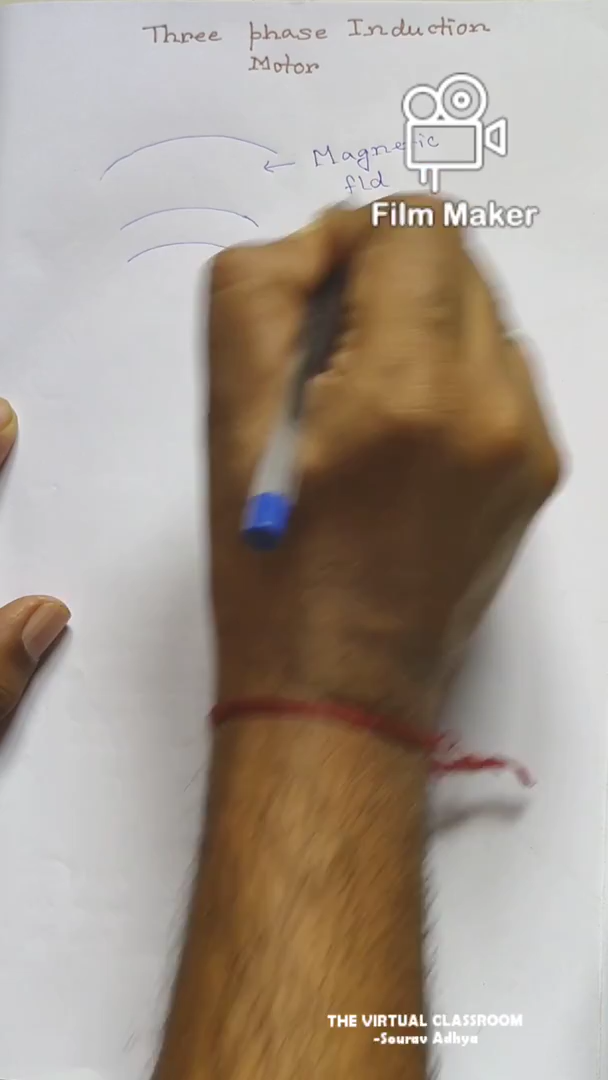 Three phase Induction
Motor
Magnetic
fld
Film Maker
THE VIRTUAL CLASSROOM
-Sourav Adhya